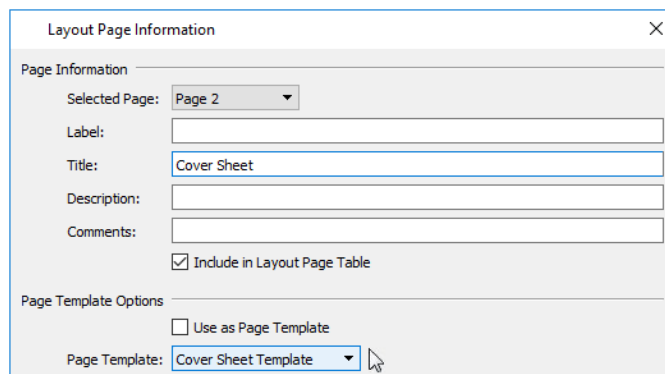 Layout Page Information
Page Information
Selected Page: Page 2
Label:
Title: Cover Sheet
Description:
Comments:
Include in Layout Page Table
Page Template Options
Use as Page Template
Page Template: Cover Sheet Template